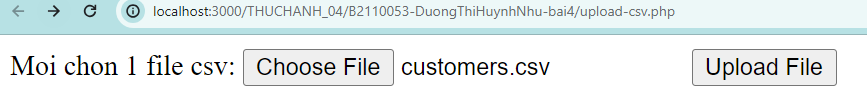 localhost:3000/THUCHANH_04/B2110053-DuongThiHuynhNhu-bai4/upload-csv.php
Moi chon 1 file csv: Choose File customers.csv Upload File